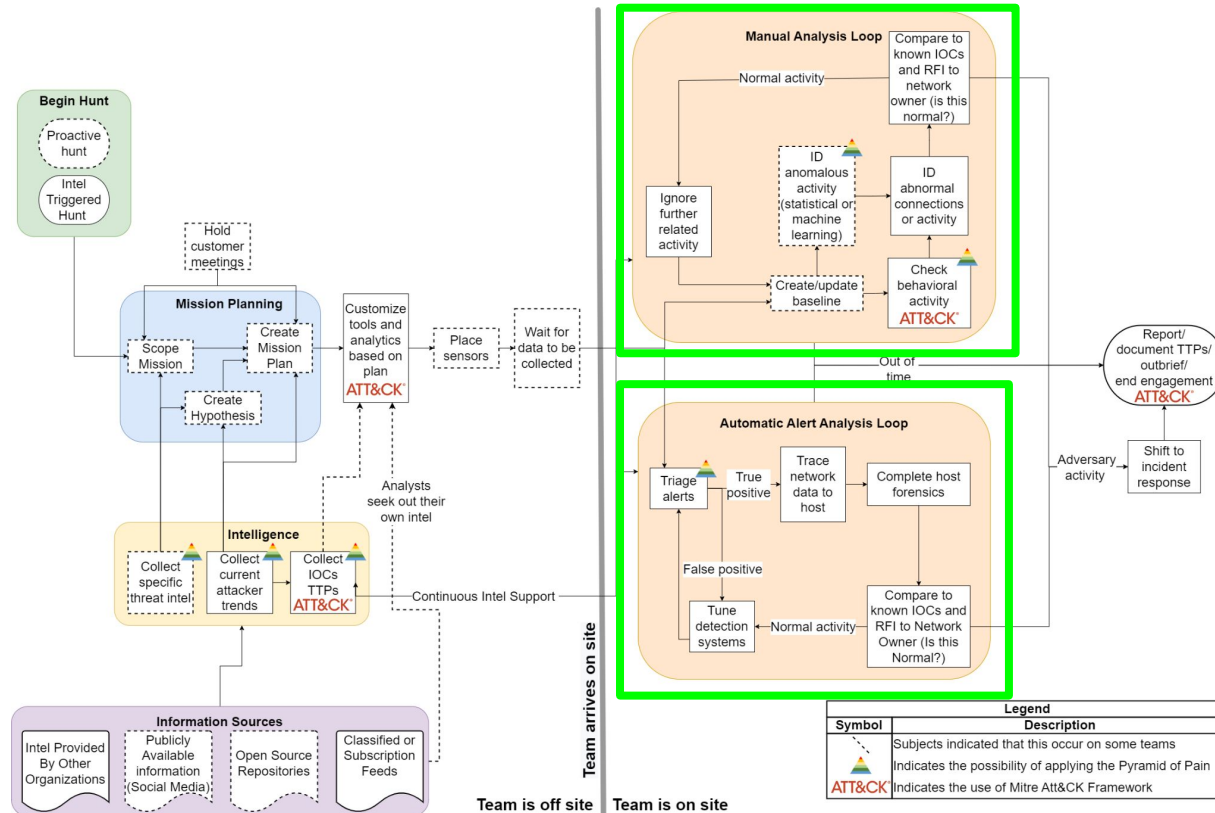 Begin Hunt
Proactive
hunt
Intel
Triggered
Hunt
Hold
customer
meetings
Mission Planning
Scope
Mission
Create
Mission
Plan
Create
Hypothesis
Customize
tools and
analytics
based on
plan
ATT&CK®
Place
sensors
Wait for
data to be
collected
Analysts
seek out their
own intel
Intelligence
Collect
specific
threat intel
Collect
current
attacker
trends
Collect
IOCs
TTPs
ATT&CK®
Continuous Intel Support
Information Sources
Intel Provided
By Other
Organizations
Publicly
Available
information
(Social Media)
Open Source
Repositories
Classified or
Subscription
Feeds
Team arrives on site
Team is off site
Team is on site
Manual Analysis Loop
Compare to
known IOCs
and RFI to
network
owner (is this
normal?)
Normal activity
ID
anomalous
activity
(statistical or
machine
learning)
ID
abnormal
connections
or activity
Ignore
further
related
activity
Create/update
baseline
Check
behavioral
activity
ATT&CK®
Out of
time
Automatic Alert Analysis Loop
Triage
alerts
True
positive
Trace
network
data to
host
Complete host
forensics
False positive
Tune
detection
systems
Normal activity
Compare to
known IOCs and
RFI to Network
Owner (Is this
Normal?)
Adversary
activity
Shift to
incident
response
Report/
document TTPs/
outbrief/
end engagement
ATT&CK®
Legend
Symbol Description
Subjects indicated that this occur on some teams
Indicates the possibility of applying the Pyramid of Pain
ATT&CK® Indicates the use of Mitre Att&CK Framework